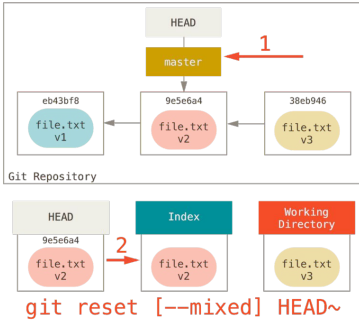 HEAD
1
master
eb43bf8
9e5e6a4
38eb946
file.txt
v1
file.txt
v2
file.txt
v3
Git Repository
HEAD
Index
Working
Directory
9e5e6a4
2
file.txt
v2
file.txt
v2
file.txt
v3
git reset [--mixed] HEAD~